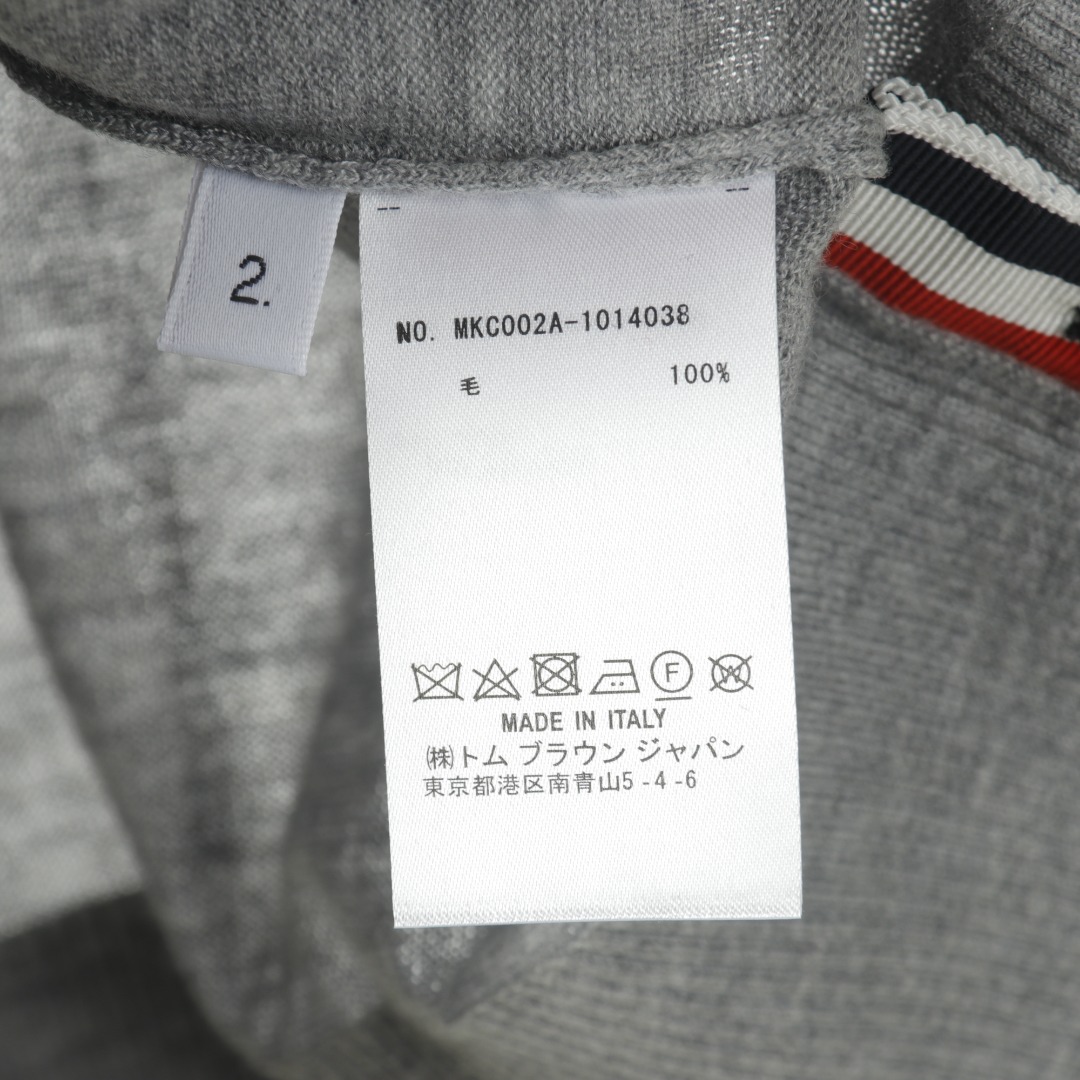 2.
NO. MKC002A-1014038
毛 100%
F W
MADE IN ITALY
㈱トム ブラウン ジャパン
東京都港区南青山5-4-6